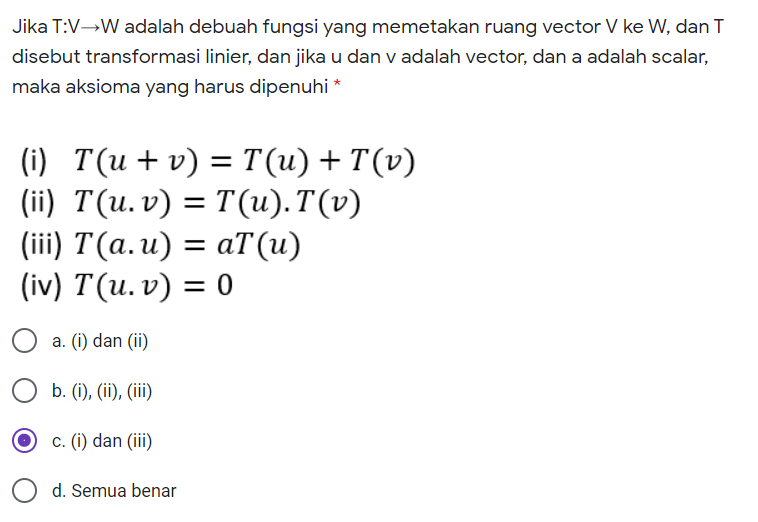 Jika T:V→W adalah debuah fungsi yang memetakan ruang vector V ke W, dan T
disebut transformasi linier, dan jika u dan v adalah vector, dan a adalah scalar,
maka aksioma yang harus dipenuhi *
(i) T(u + v) = T(u) + T(v)
(ii) T(u. v) = T(u). T(v)
(iii) T(a. u) = aT(u)
(iv) T(u. v) = 0
a. (i) dan (ii)
b. (i), (ii), (iii)
c. (i) dan (iii)
d. Semua benar